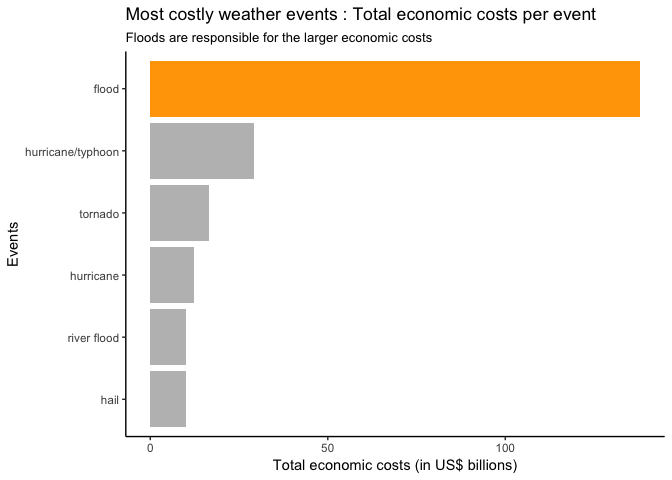 Most costly weather events : Total economic costs per event
Floods are responsible for the larger economic costs
flood
hurricane/typhoon
tornado
hurricane
river flood
hail
Events
0
50
100
Total economic costs (in US$ billions)